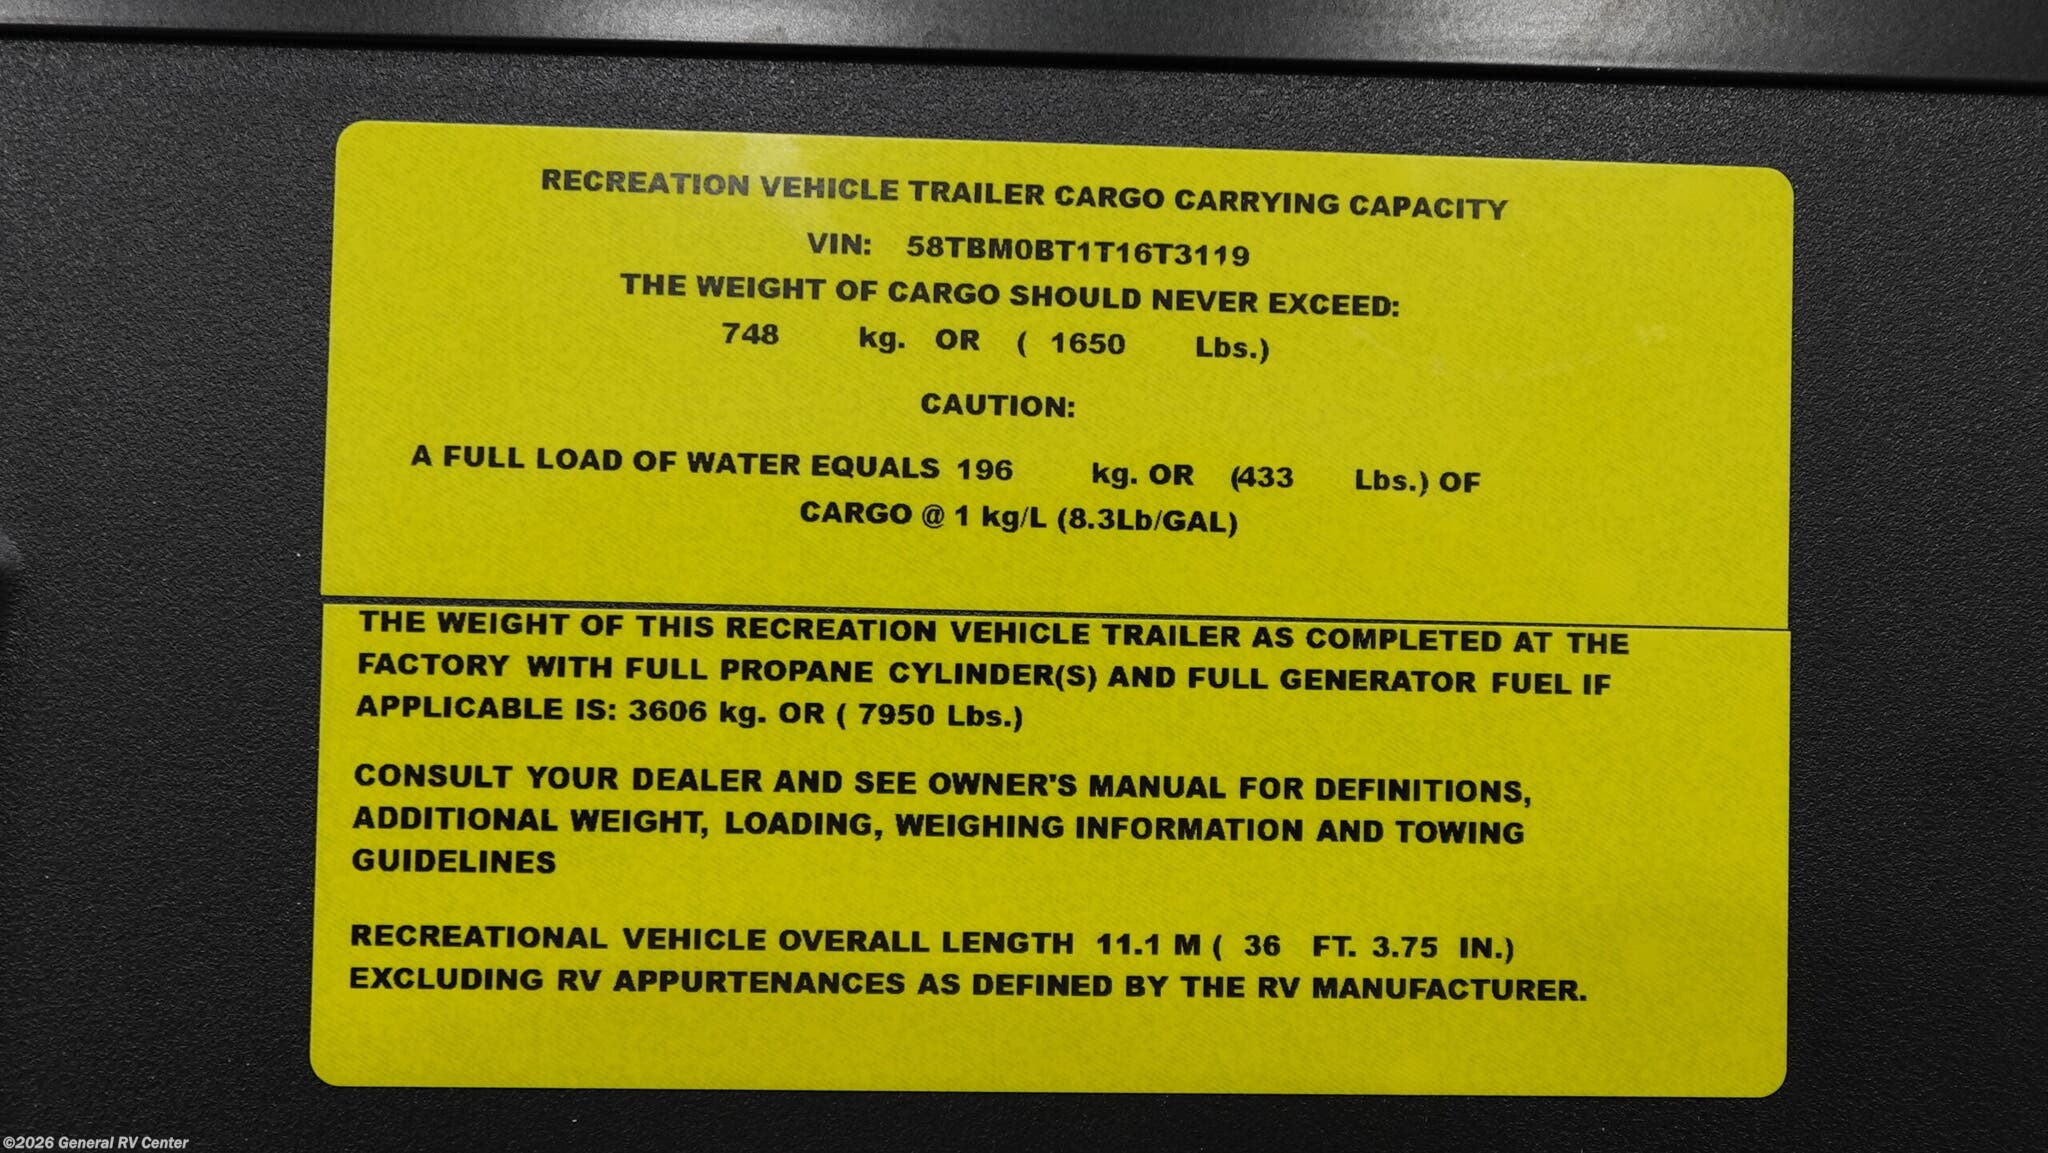 RECREATION VEHICLE TRAILER CARGO CARRYING CAPACITY
VIN: 58TBM0BT1T16T3119
THE WEIGHT OF CARGO SHOULD NEVER EXCEED:
748 kg. OR ( 1650 Lbs.)
CAUTION:
A FULL LOAD OF WATER EQUALS 196 kg. OR (433 Lbs.) OF
CARGO @ 1 kg/L (8.3Lb/GAL)
THE WEIGHT OF THIS RECREATION VEHICLE TRAILER AS COMPLETED AT THE
FACTORY WITH FULL PROPANE CYLINDER(S) AND FULL GENERATOR FUEL IF
APPLICABLE IS: 3606 kg. OR ( 7950 Lbs.)
CONSULT YOUR DEALER AND SEE OWNER'S MANUAL FOR DEFINITIONS,
ADDITIONAL WEIGHT, LOADING, WEIGHING INFORMATION AND TOWING
GUIDELINES
RECREATIONAL VEHICLE OVERALL LENGTH 11.1 M ( 36 FT. 3.75 IN.)
EXCLUDING RV APPURTENANCES AS DEFINED BY THE RV MANUFACTURER.
©2026 General RV Center